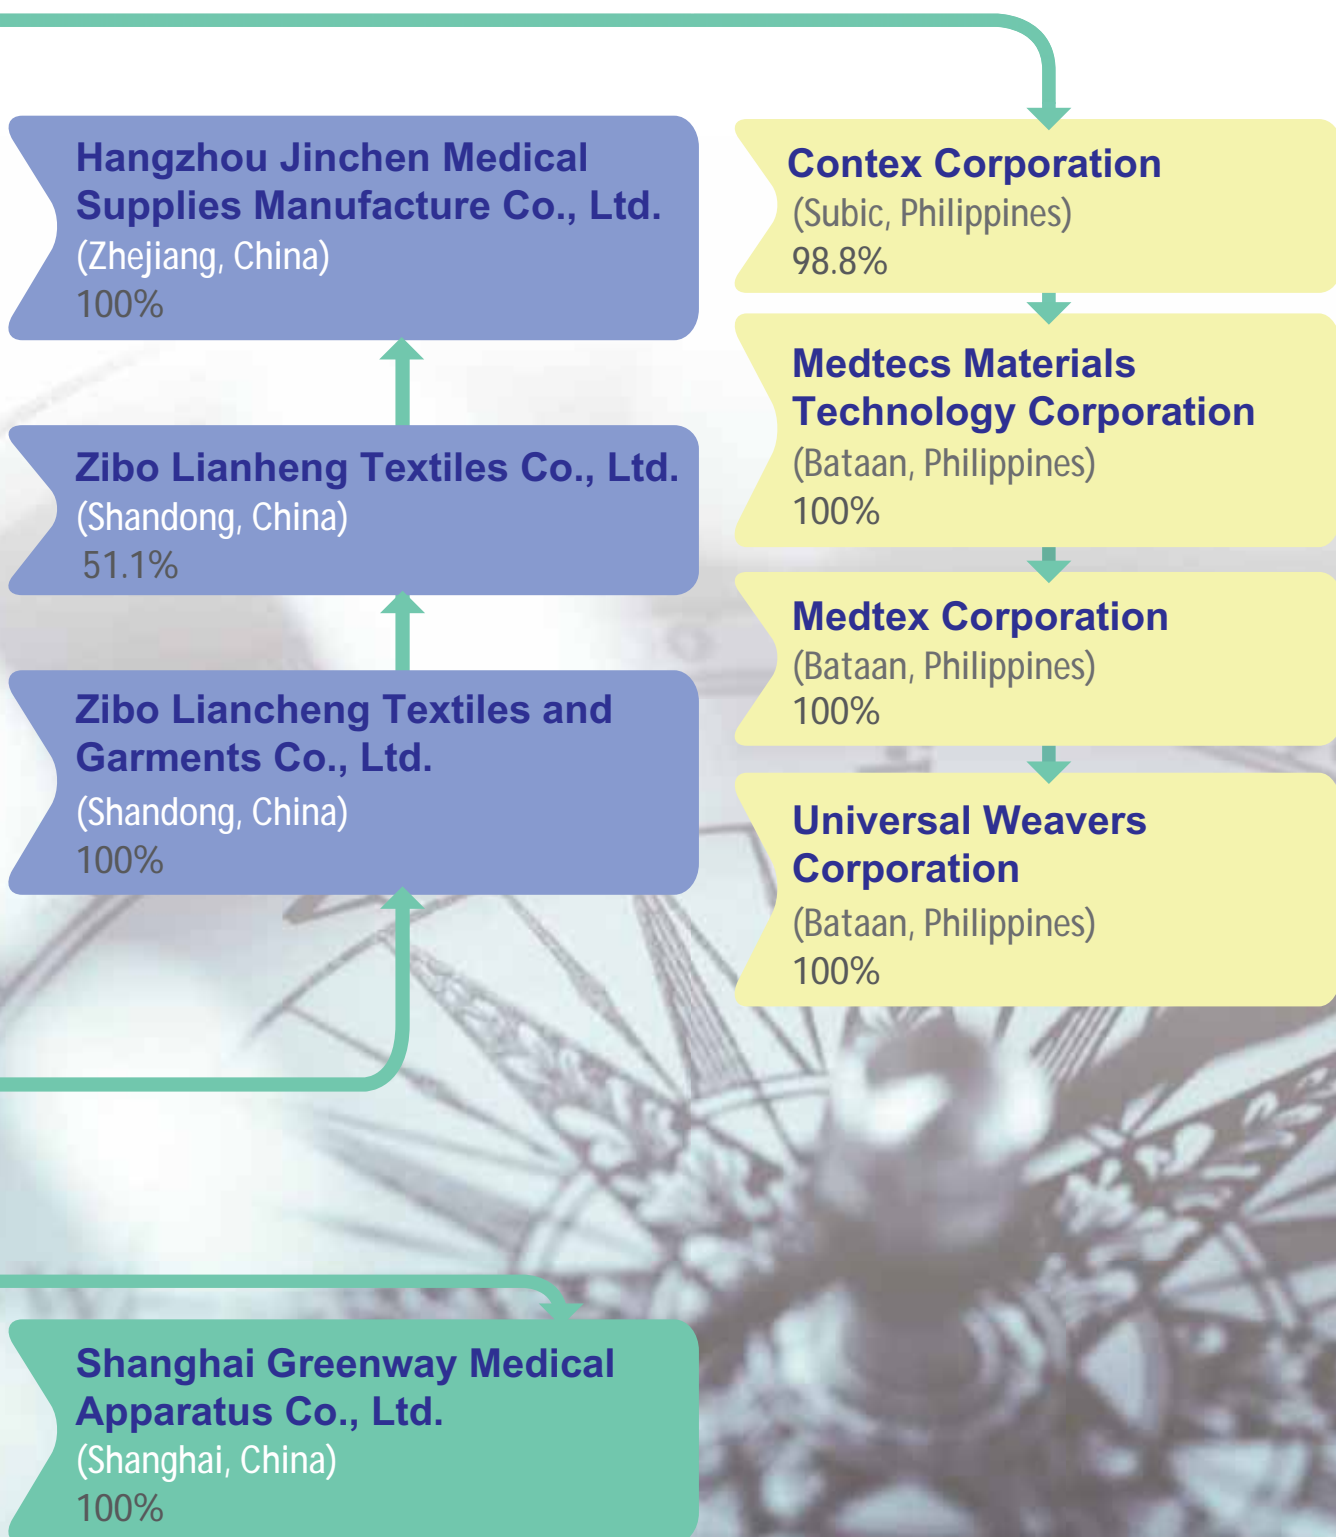 Hangzhou Jinchen Medical
Supplies Manufacture Co., Ltd.
(Zhejiang, China)
100%
Zibo Lianheng Textiles Co., Ltd.
(Shandong, China)
51.1%
Zibo Liancheng Textiles and
Garments Co., Ltd.
(Shandong, China)
100%
Shanghai Greenway Medical
Apparatus Co., Ltd.
(Shanghai, China)
100%
Contex Corporation
(Subic, Philippines)
98.8%
Medtecs Materials
Technology Corporation
(Bataan, Philippines)
100%
Medtex Corporation
(Bataan, Philippines)
100%
Universal Weavers
Corporation
(Bataan, Philippines)
100%